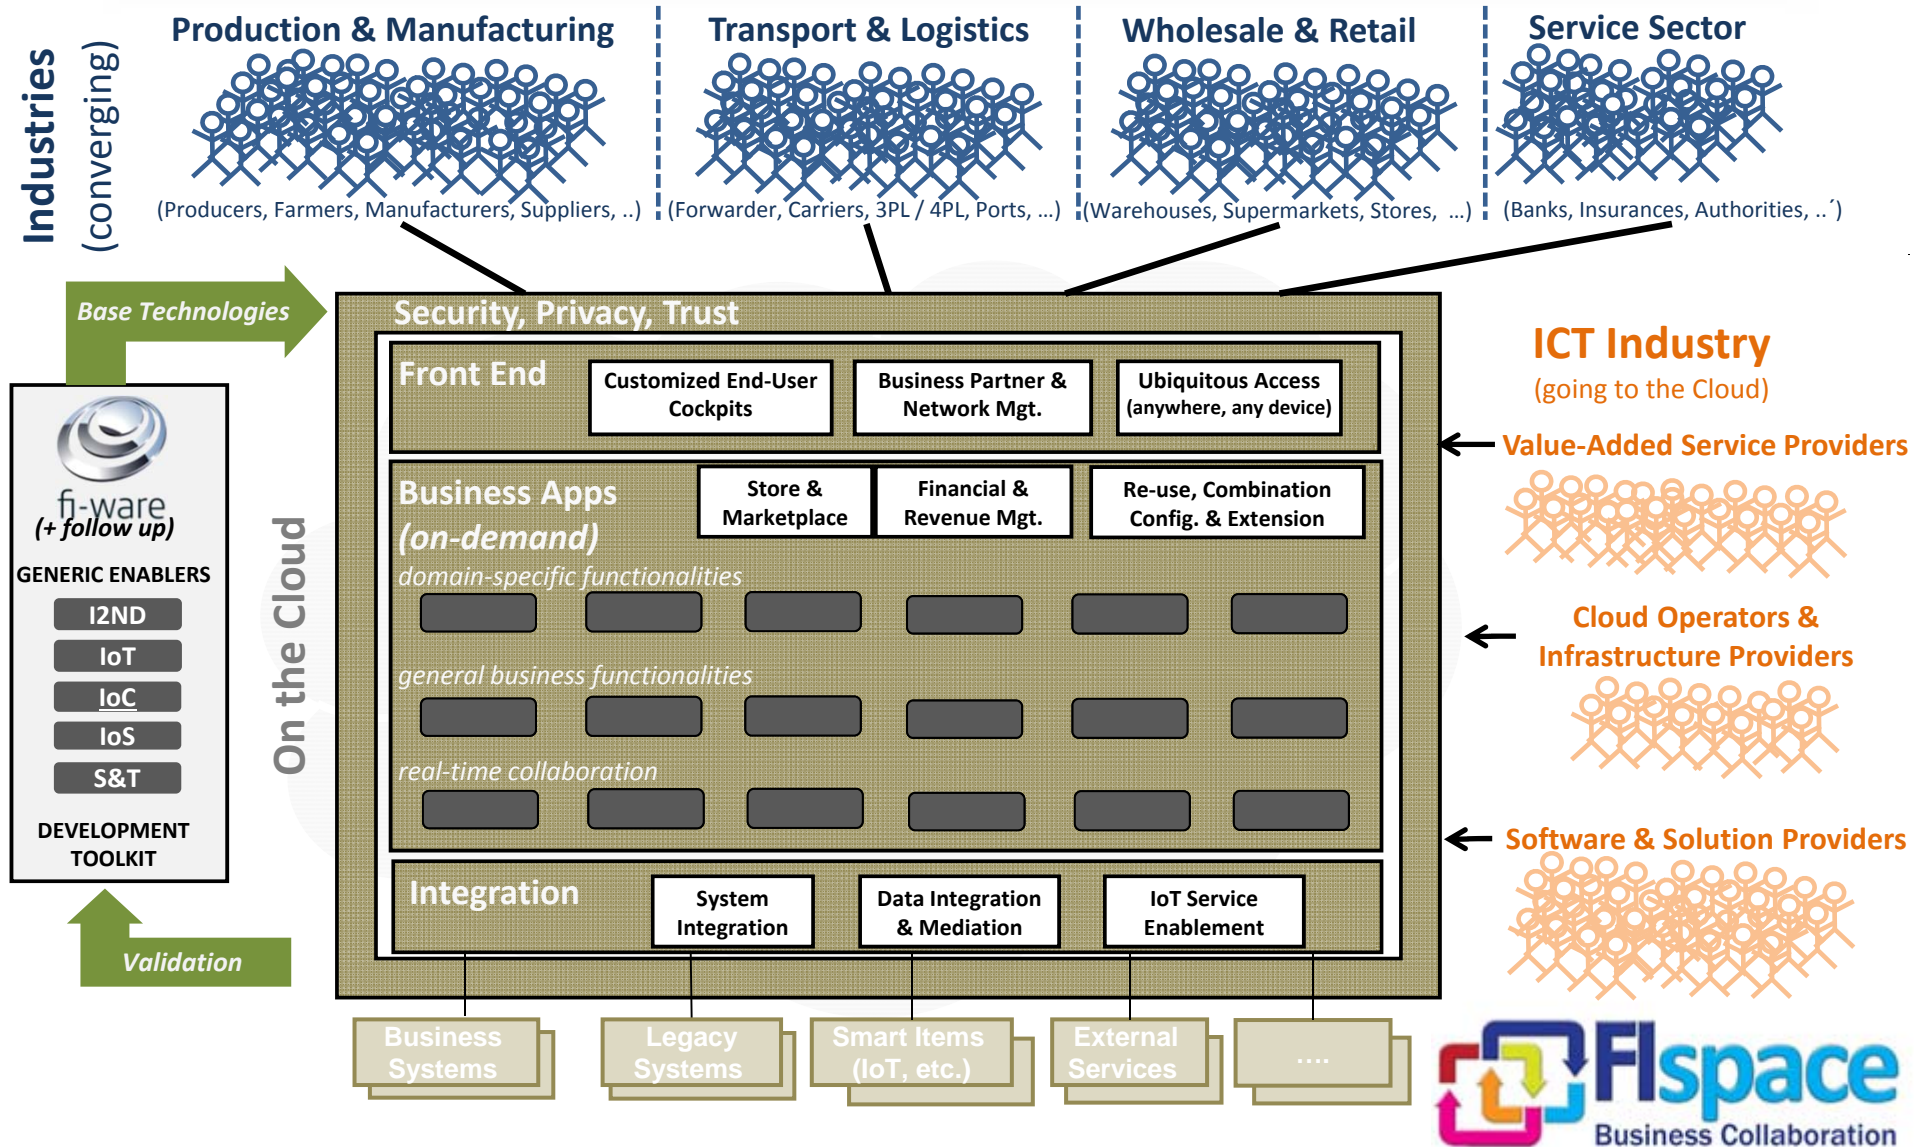 Industries
(converging)
Production & Manufacturing
(Producers, Farmers, Manufacturers, Suppliers, ..)
Transport & Logistics
(Forwarder, Carriers, 3PL / 4PL, Ports, ...)
Wholesale & Retail
(Warehouses, Supermarkets, Stores, ...)
Service Sector
(Banks, Insurances, Authorities, ..´)
Base Technologies
fi-ware
(+ follow up)
GENERIC ENABLERS
I2ND
IoT
IoC
IoS
S&T
DEVELOPMENT
TOOLKIT
Validation
On the Cloud
Security, Privacy, Trust
Front End
Customized End-User
Cockpits
Business Partner &
Network Mgt.
Ubiquitous Access
(anywhere, any device)
Business Apps
(on-demand)
Store &
Marketplace
Financial &
Revenue Mgt.
Re-use, Combination
Config. & Extension
domain-specific functionalities
general business functionalities
real-time collaboration
Integration
System
Integration
Data Integration
& Mediation
IoT Service
Enablement
Business
Systems
Legacy
Systems
Smart Items
(IoT, etc.)
External
Services
....
ICT Industry
(going to the Cloud)
Value-Added Service Providers
Cloud Operators &
Infrastructure Providers
Software & Solution Providers
FIspace
Business Collaboration